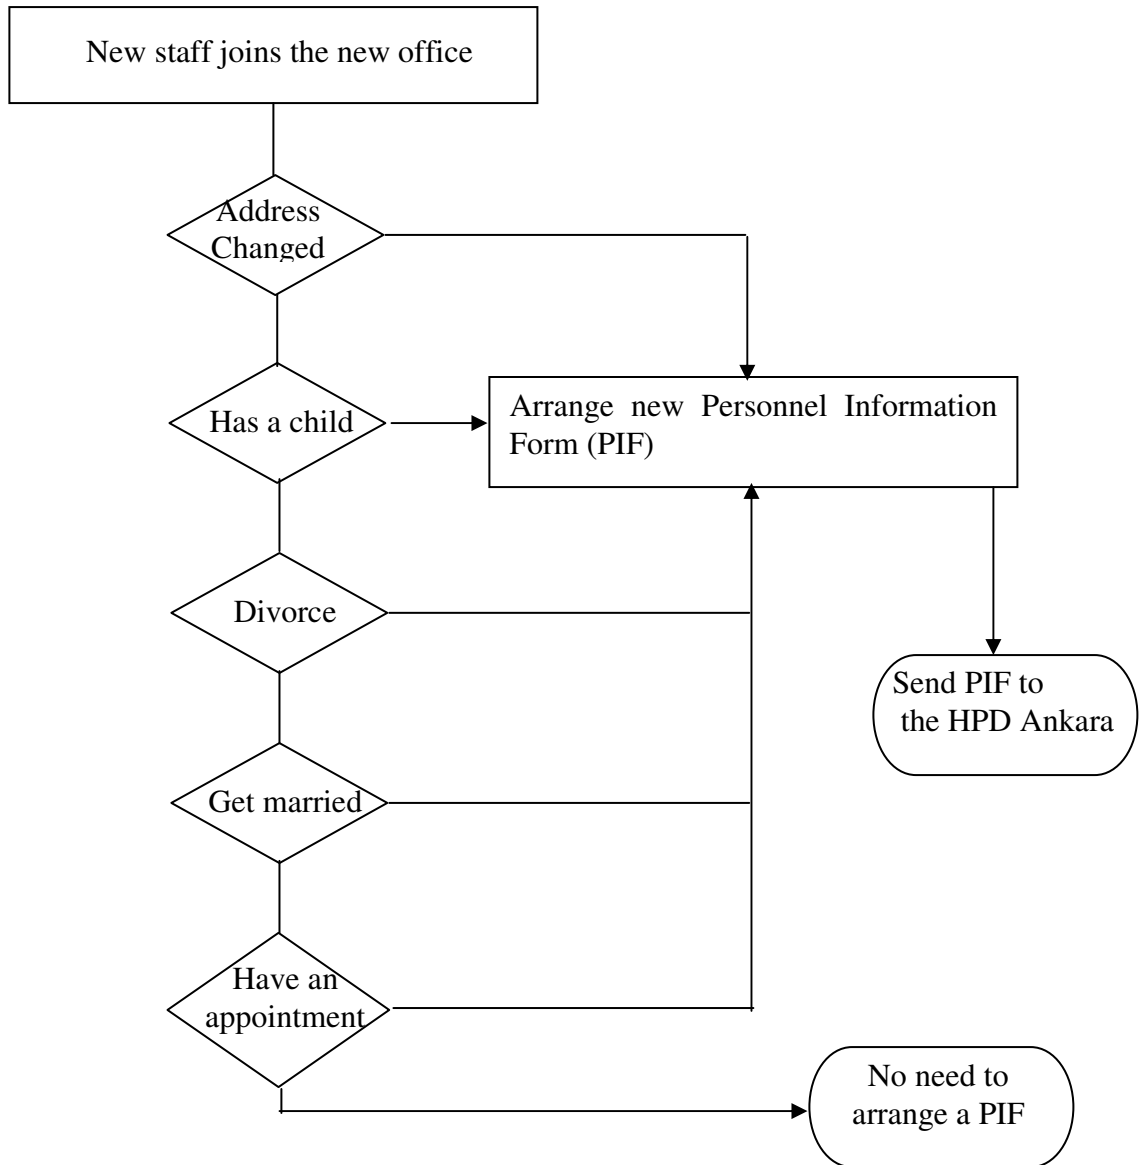 New staff joins the new office
Address
Changed
Has a child
Arrange new Personnel Information
Form (PIF)
Divorce
Send PIF to
the HPD Ankara
Get married
Have an
appointment
No need to
arrange a PIF